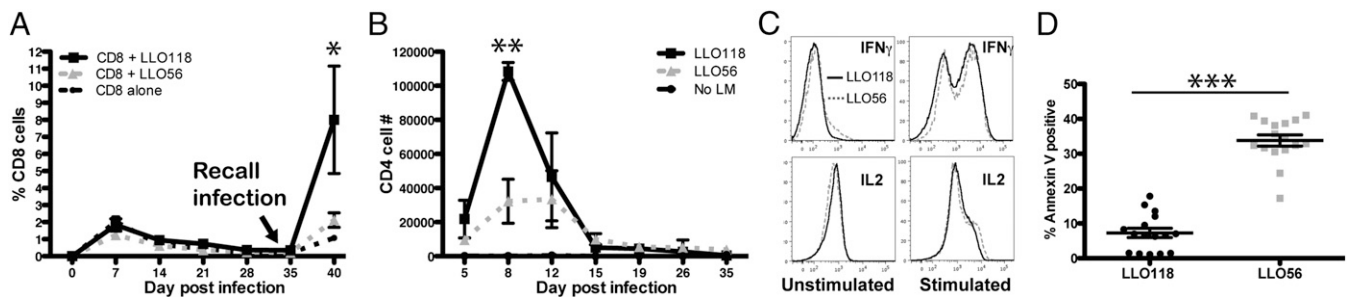 A
% CD8 cells
12
11
10
9
8
7
6
5
4
3
2
1
0
CD8 + LLO118
CD8 + LLO56
CD8 alone
*
Recall
infection
0 7 14 21 28 35 40
Day post infection
B
CD4 cell #
120000
100000
80000
60000
40000
20000
0
**
LLO118
LLO56
No LM
5 8 12 15 19 26 35
Day post infection
C
IFNγ
IFNγ
LLO118
LLO56
IL2
IL2
Unstimulated
Stimulated
D
% Annexin V positive
50
40
30
20
10
0
***
LLO118
LLO56